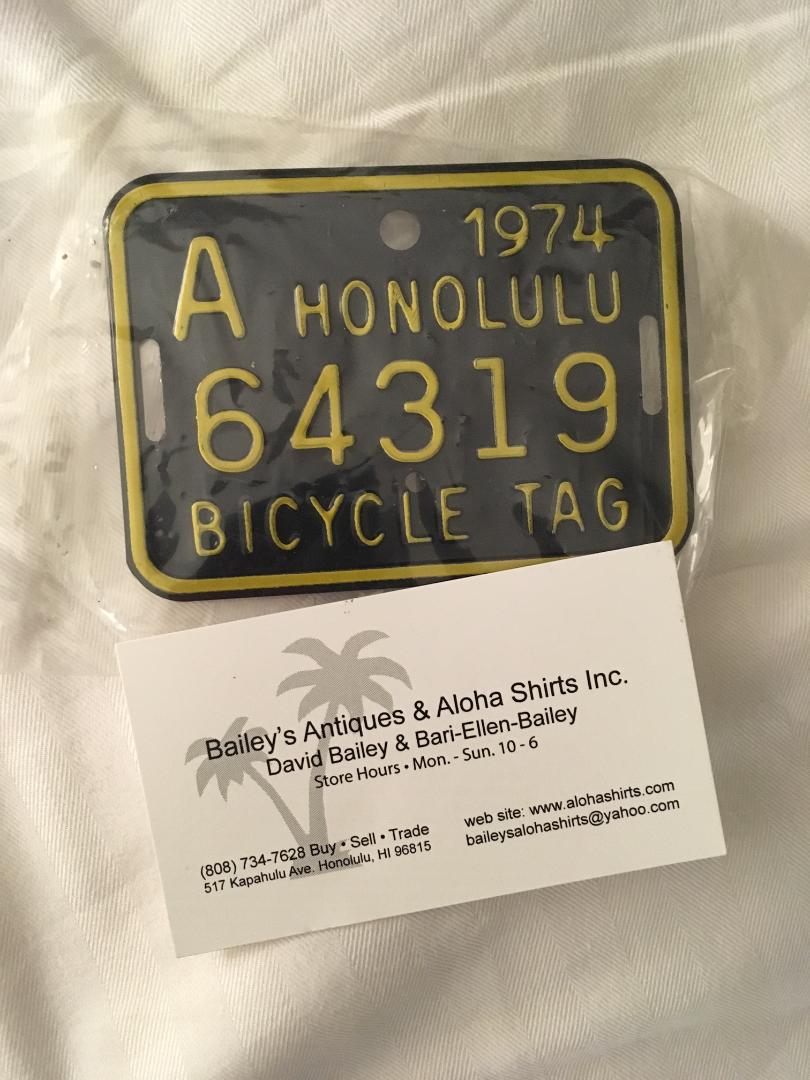 1974
A HONOLULU
64319
BICYCLE TAG
Bailey's Antiques & Aloha Shirts Inc.
David Bailey & Bari-Ellen-Bailey
Store Hours • Mon. - Sun. 10 - 6
(808) 734-7628 Buy • Sell • Trade
517 Kapahulu Ave. Honolulu, HI 96815
web site: www.alohashirts.com
baileysalohashirts@yahoo.com